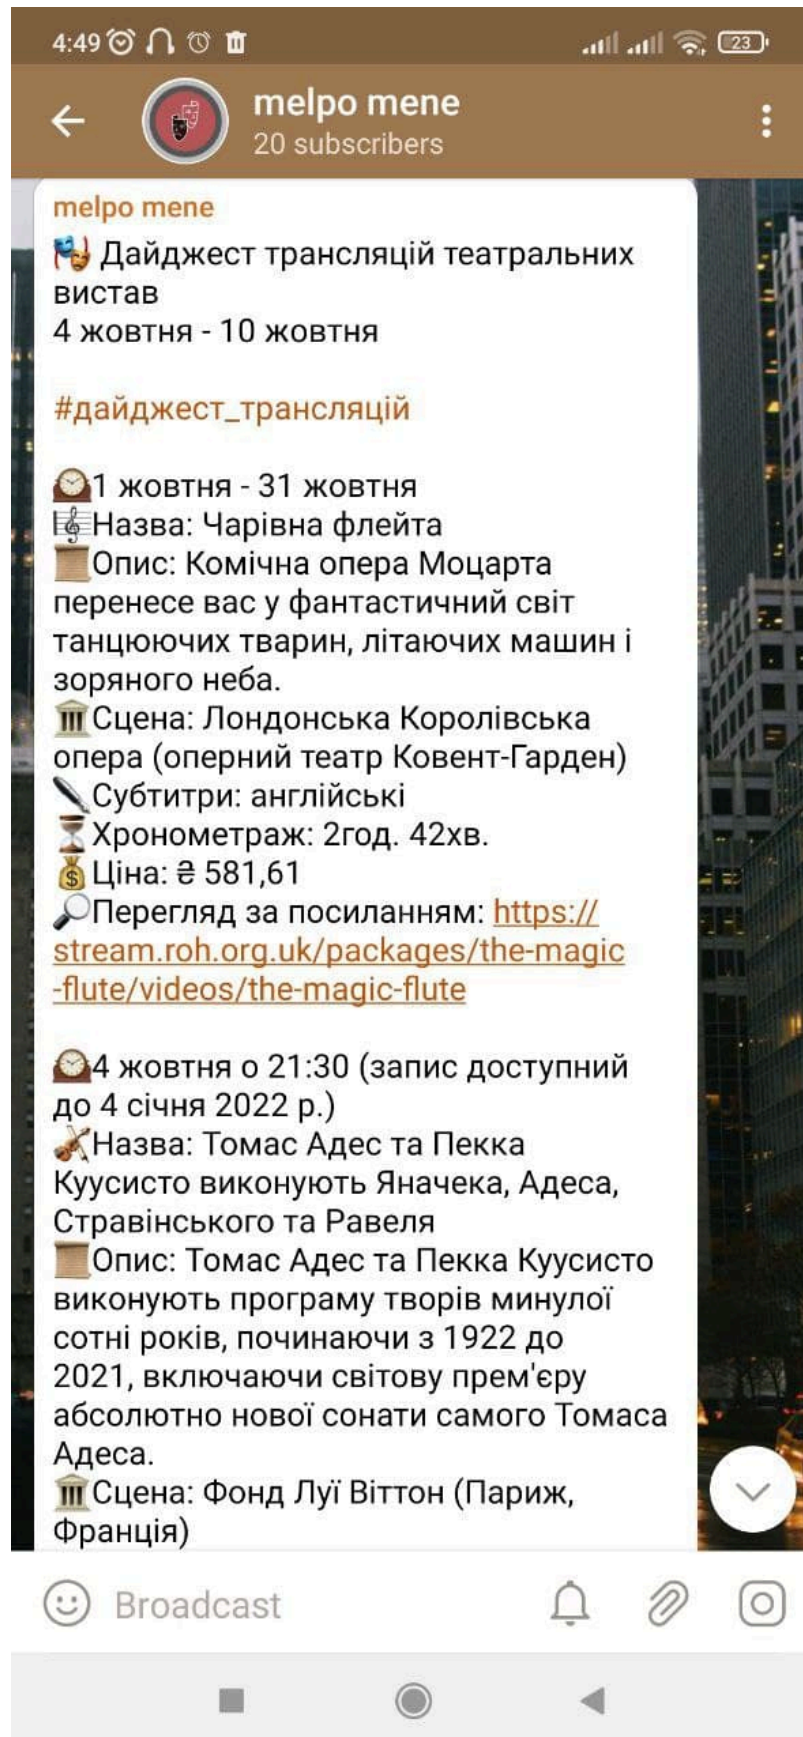 4:49
23
melpo mene
20 subscribers
melpo mene
🎭 Дайджест трансляцій театральних
вистав
4 жовтня - 10 жовтня
#дайджест_трансляцій
🕰1 жовтня - 31 жовтня
🎼Назва: Чарівна флейта
📜Опис: Комічна опера Моцарта
перенесе вас у фантастичний світ
танцюючих тварин, літаючих машин і
зоряного неба.
🏛Сцена: Лондонська Королівська
опера (оперний театр Ковент-Гарден)
✒Субтитри: англійські
⏳Хронометраж: 2год. 42хв.
💰Ціна: ₴ 581,61
🔎Перегляд за посиланням: https://
stream.roh.org.uk/packages/the-magic
-flute/videos/the-magic-flute
🕰4 жовтня о 21:30 (запис доступний
до 4 січня 2022 р.)
🎻Назва: Томас Адес та Пекка
Куусисто виконують Яначека, Адеса,
Стравінського та Равеля
📜Опис: Томас Адес та Пекка Куусисто
виконують програму творів минулої
сотні років, починаючи з 1922 до
2021, включаючи світову прем'єру
абсолютно нової сонати самого Томаса
Адеса.
🏛Сцена: Фонд Луї Віттон (Париж,
Франція)
Broadcast